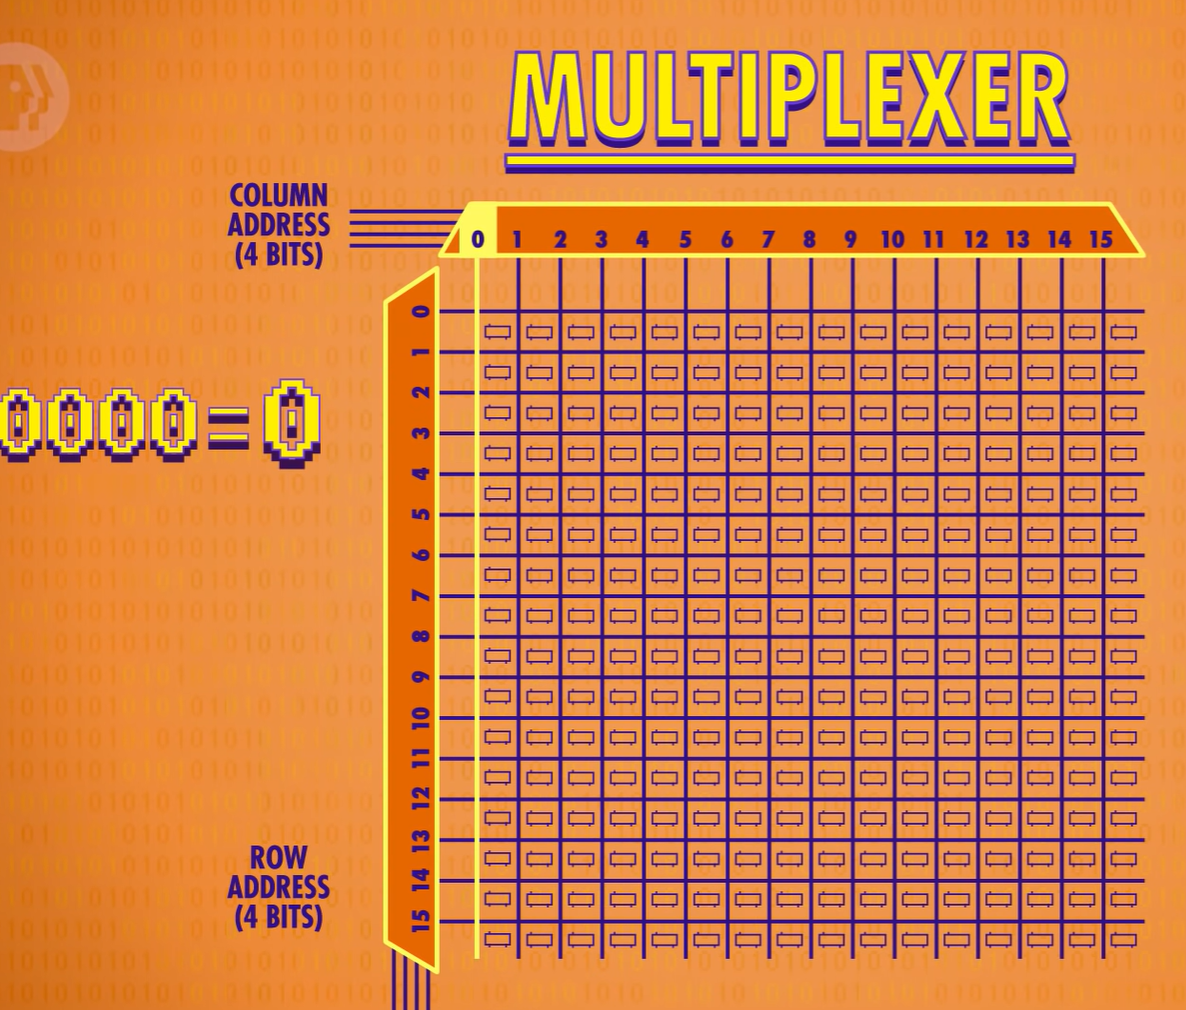 MULTIPLEXER
COLUMN
ADDRESS
(4 BITS)
0 1 2 3 4 5 6 7 8 9 10 11 12 13 14 15
0
1
2
3
4
5
6
7
8
9
10
11
12
13
14
15
0000=0
ROW
ADDRESS
(4 BITS)